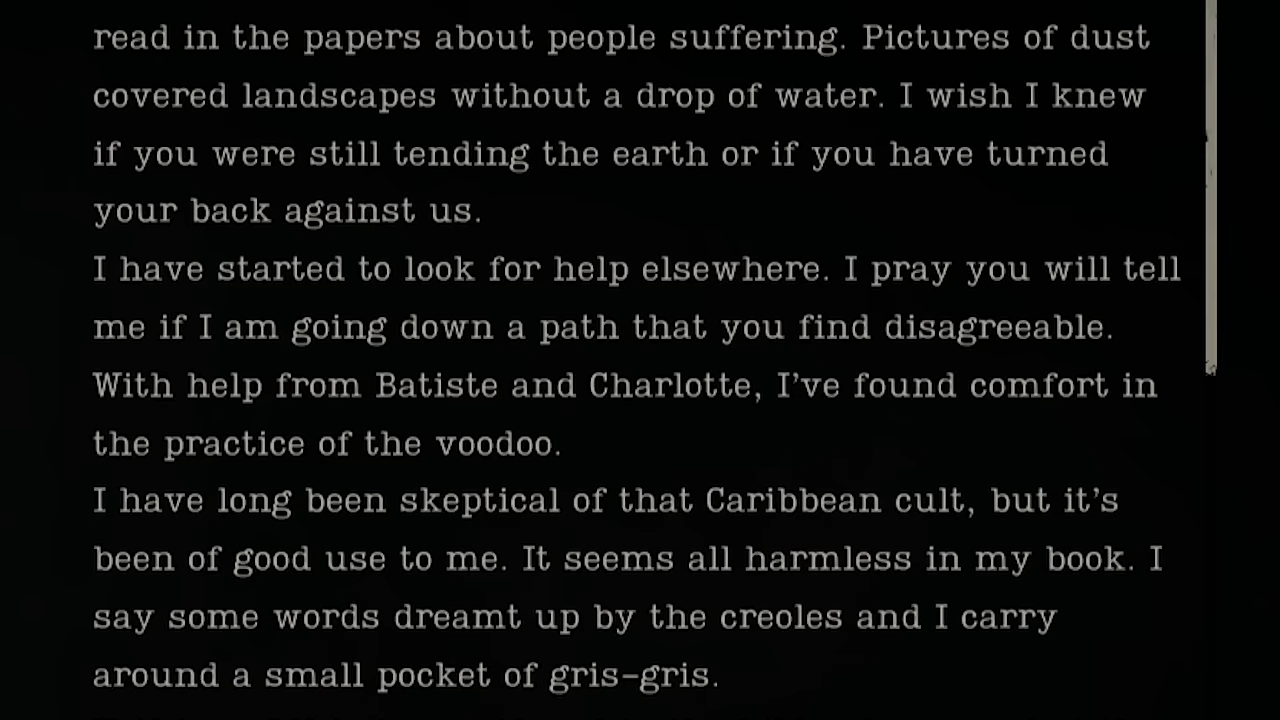 read in the papers about people suffering. Pictures of dust
covered landscapes without a drop of water. I wish I knew
if you were still tending the earth or if you have turned
your back against us.
I have started to look for help elsewhere. I pray you will tell
me if I am going down a path that you find disagreeable.
With help from Batiste and Charlotte, I’ve found comfort in
the practice of the voodoo.
I have long been skeptical of that Caribbean cult, but it’s
been of good use to me. It seems all harmless in my book. I
say some words dreamt up by the creoles and I carry
around a small pocket of gris-gris.